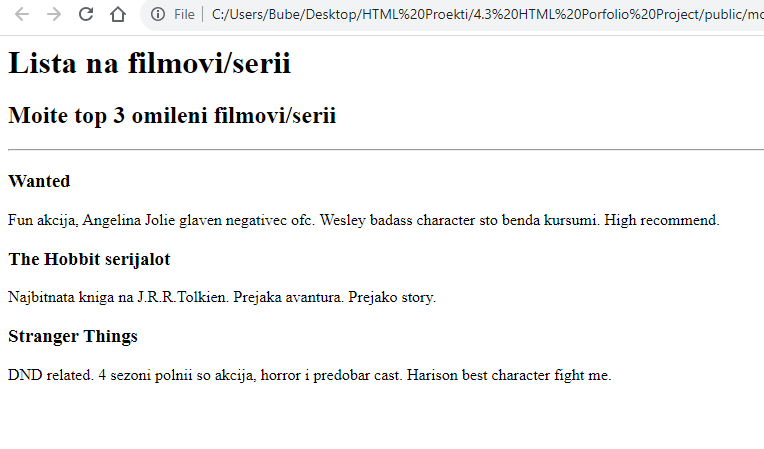 File | C:/Users/Bube/Desktop/HTML%20Proekti/4.3%20HTML%20Porfolio%20Project/public/mo
Lista na filmovi/serii
Moite top 3 omileni filmovi/serii
Wanted
Fun akcija, Angelina Jolie glaven negativec ofc. Wesley badass character sto benda kursumi. High recommend.
The Hobbit serijalot
Najbitnata kniga na J.R.R.Tolkien. Prejaka avantura. Prejako story.
Stranger Things
DND related. 4 sezoni polnii so akcija, horror i predobar cast. Harison best character fight me.